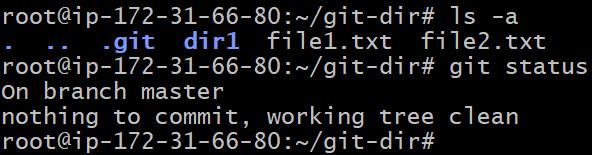 root@ip-172-31-66-80:~/git-dir# ls -a
.  ..  .git  dir1  file1.txt  file2.txt
root@ip-172-31-66-80:~/git-dir# git status
On branch master
nothing to commit, working tree clean
root@ip-172-31-66-80:~/git-dir#